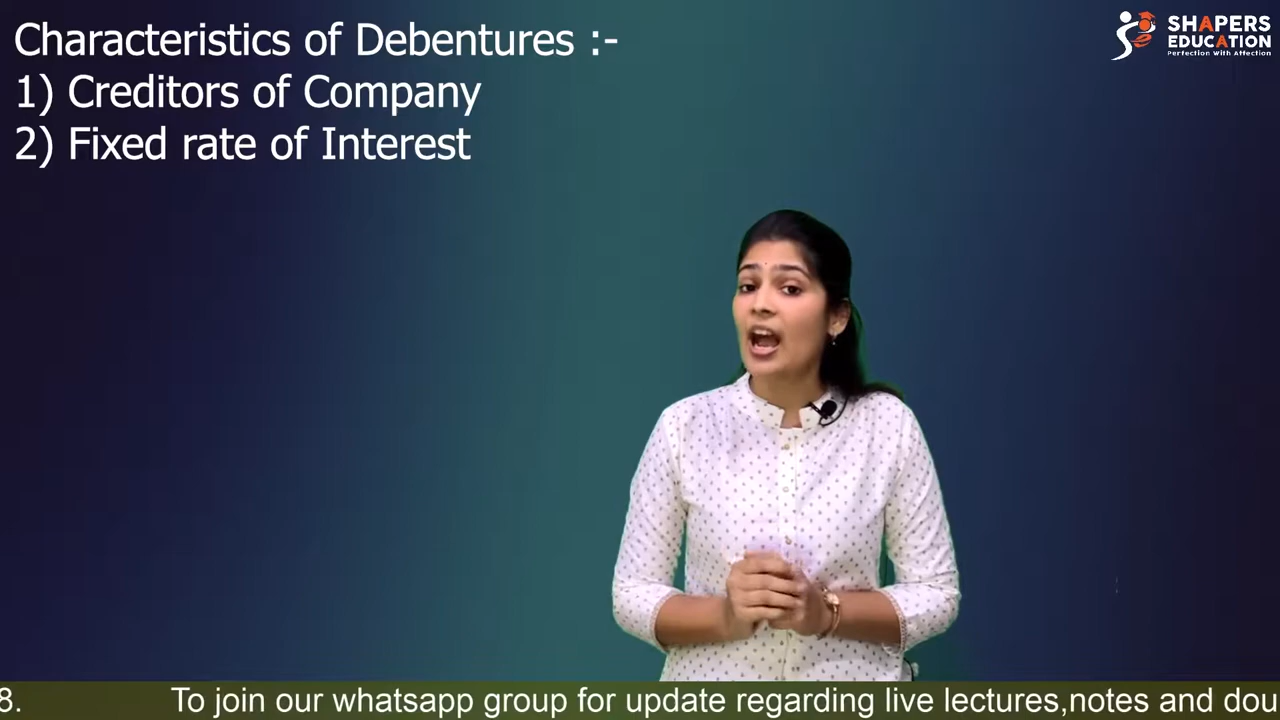 Characteristics of Debentures :-
1) Creditors of Company
2) Fixed rate of Interest
SHAPERS
EDUCATION
Perfection With Affection
8. To join our whatsapp group for update regarding live lectures,notes and dou